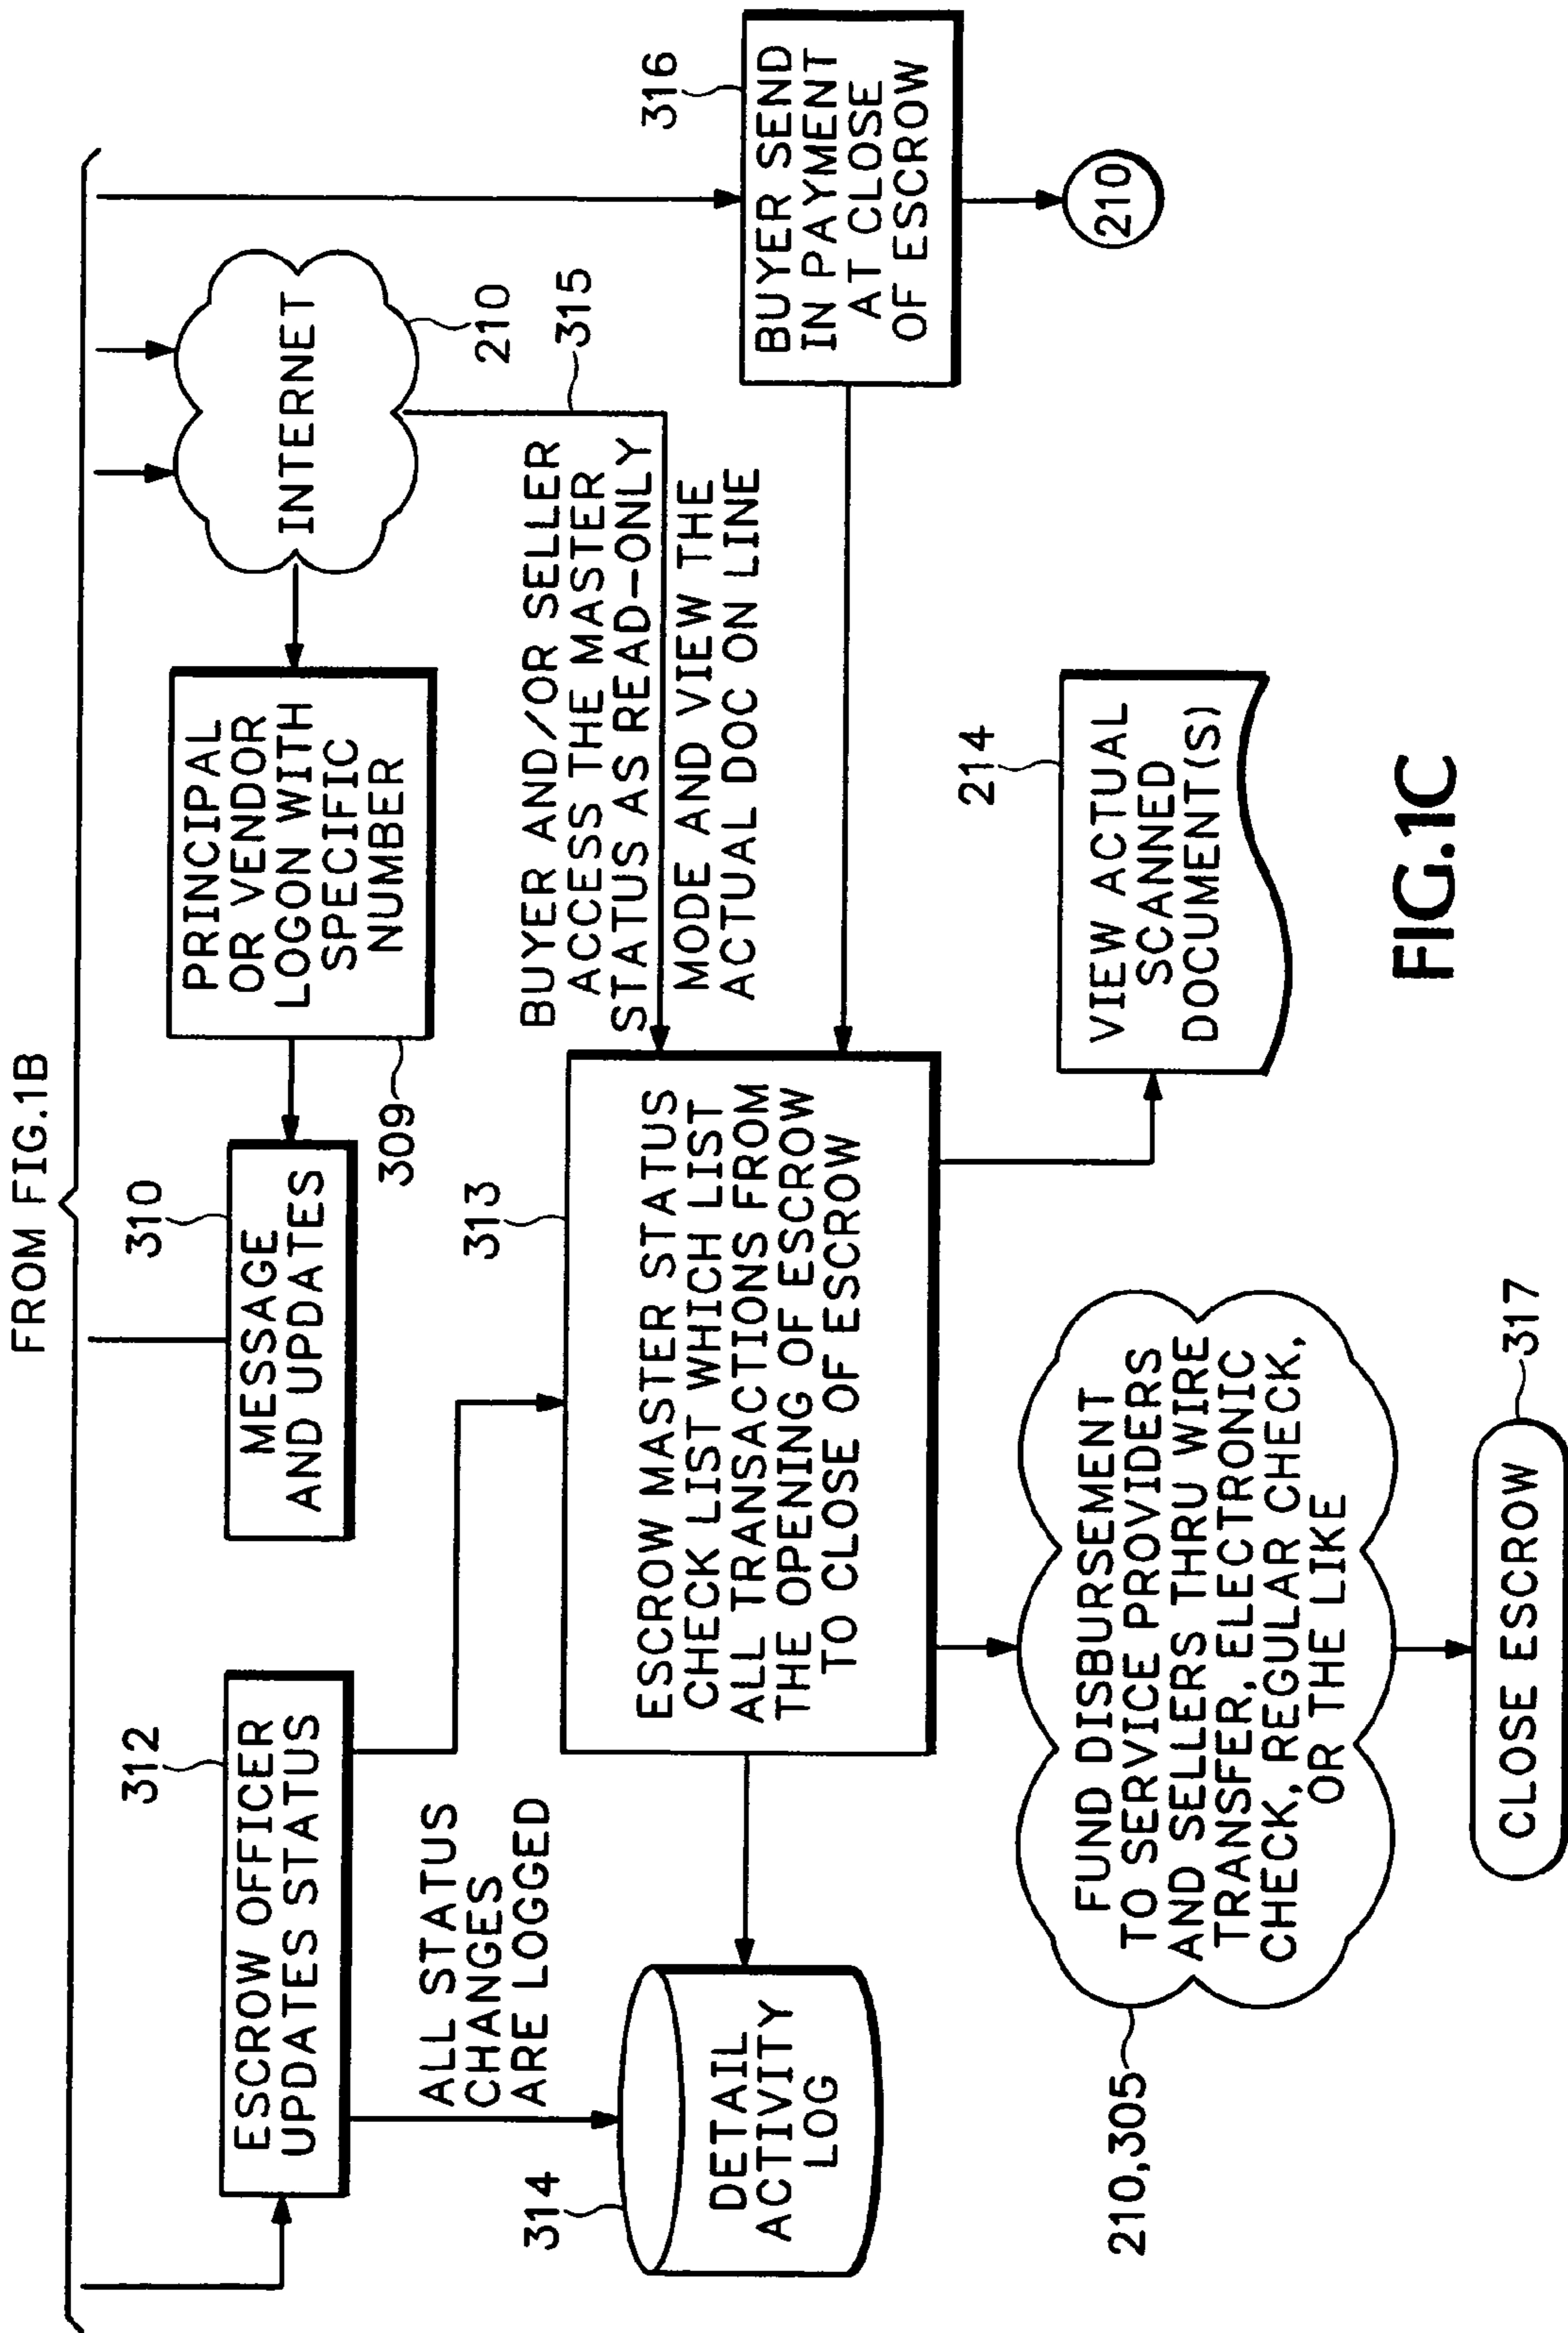 FROM FIG.1B
312
ESCROW OFFICER
UPDATES STATUS
310
MESSAGE
AND UPDATES
PRINCIPAL
OR VENDOR
LOGON WITH
SPECIFIC
NUMBER
309
INTERNET
210
315
316
BUYER SEND
IN PAYMENT
AT CLOSE
OF ESCROW
210
ALL STATUS
CHANGES
ARE LOGGED
314
DETAIL
ACTIVITY
LOG
313
ESCROW MASTER STATUS
CHECK LIST WHICH LIST
ALL TRANSACTIONS FROM
THE OPENING OF ESCROW
TO CLOSE OF ESCROW
BUYER AND/OR SELLER
ACCESS THE MASTER
STATUS AS READ-ONLY
MODE AND VIEW THE
ACTUAL DOC ON LINE
214
VIEW ACTUAL
SCANNED
DOCUMENT(S)
210,305
FUND DISBURSEMENT
TO SERVICE PROVIDERS
AND SELLERS THRU WIRE
TRANSFER, ELECTRONIC
CHECK, REGULAR CHECK,
OR THE LIKE
CLOSE ESCROW
317
FIG.1C